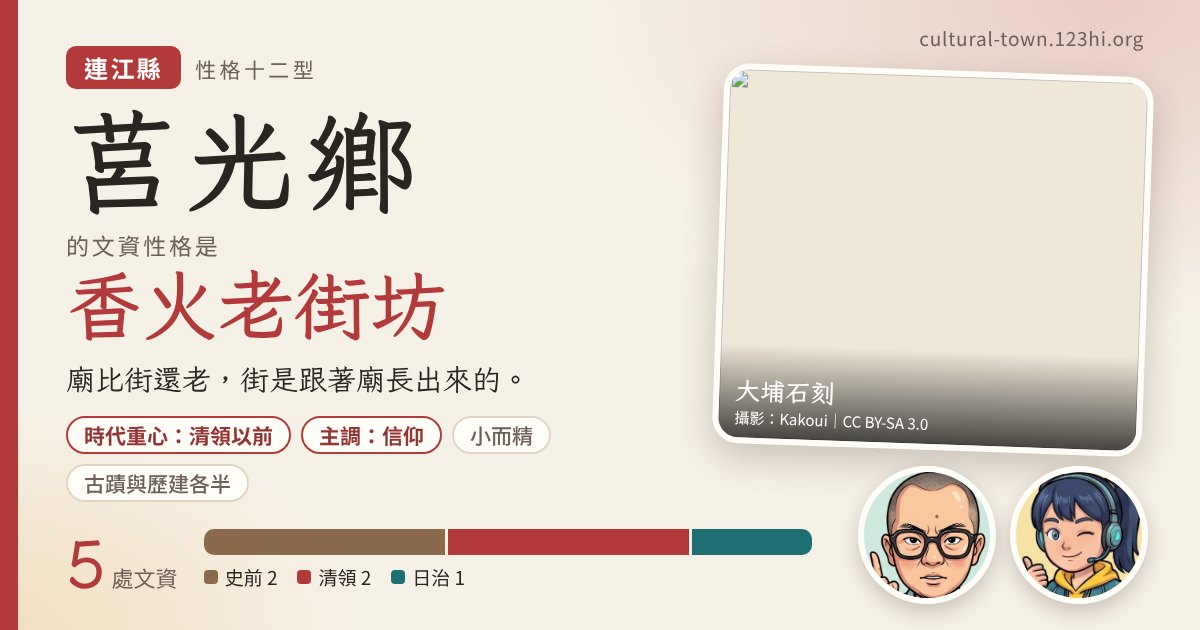 cultural-town.123hi.org
連江縣 性格十二型
莒光鄉
的文資性格是
香火老街坊
廟比街還老，街是跟著廟長出來的。
時代重心：清領以前 主調：信仰 小而精
古蹟與歷建各半
大埔石刻
攝影：Kakoui｜CC BY-SA 3.0
5 處文資
史前 2 清領 2 日治 1